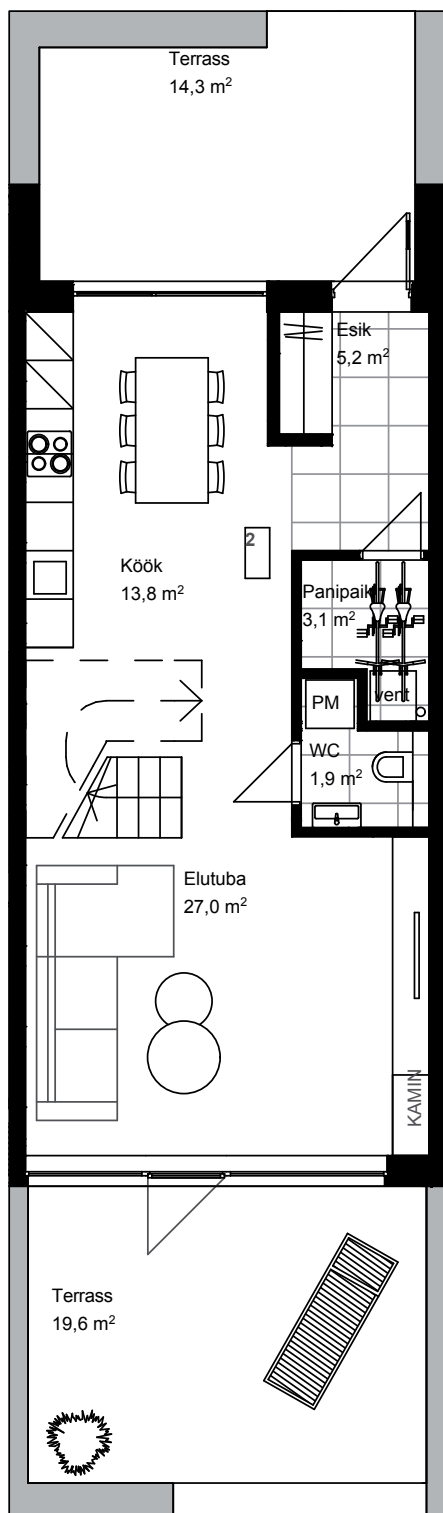 Terrass
14,3 m²
Esik
5,2 m²
2
Köök
13,8 m²
Panipaik
3,1 m²
vent
PM
WC
1,9 m²
Elutuba
27,0 m²
KAMIN
Terrass
19,6 m²